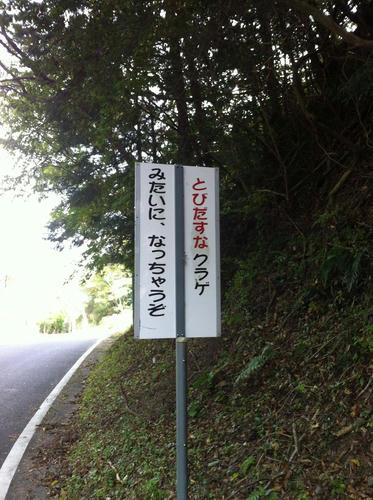 とびだすな クラゲ
みたいに、なっちゃうぞ